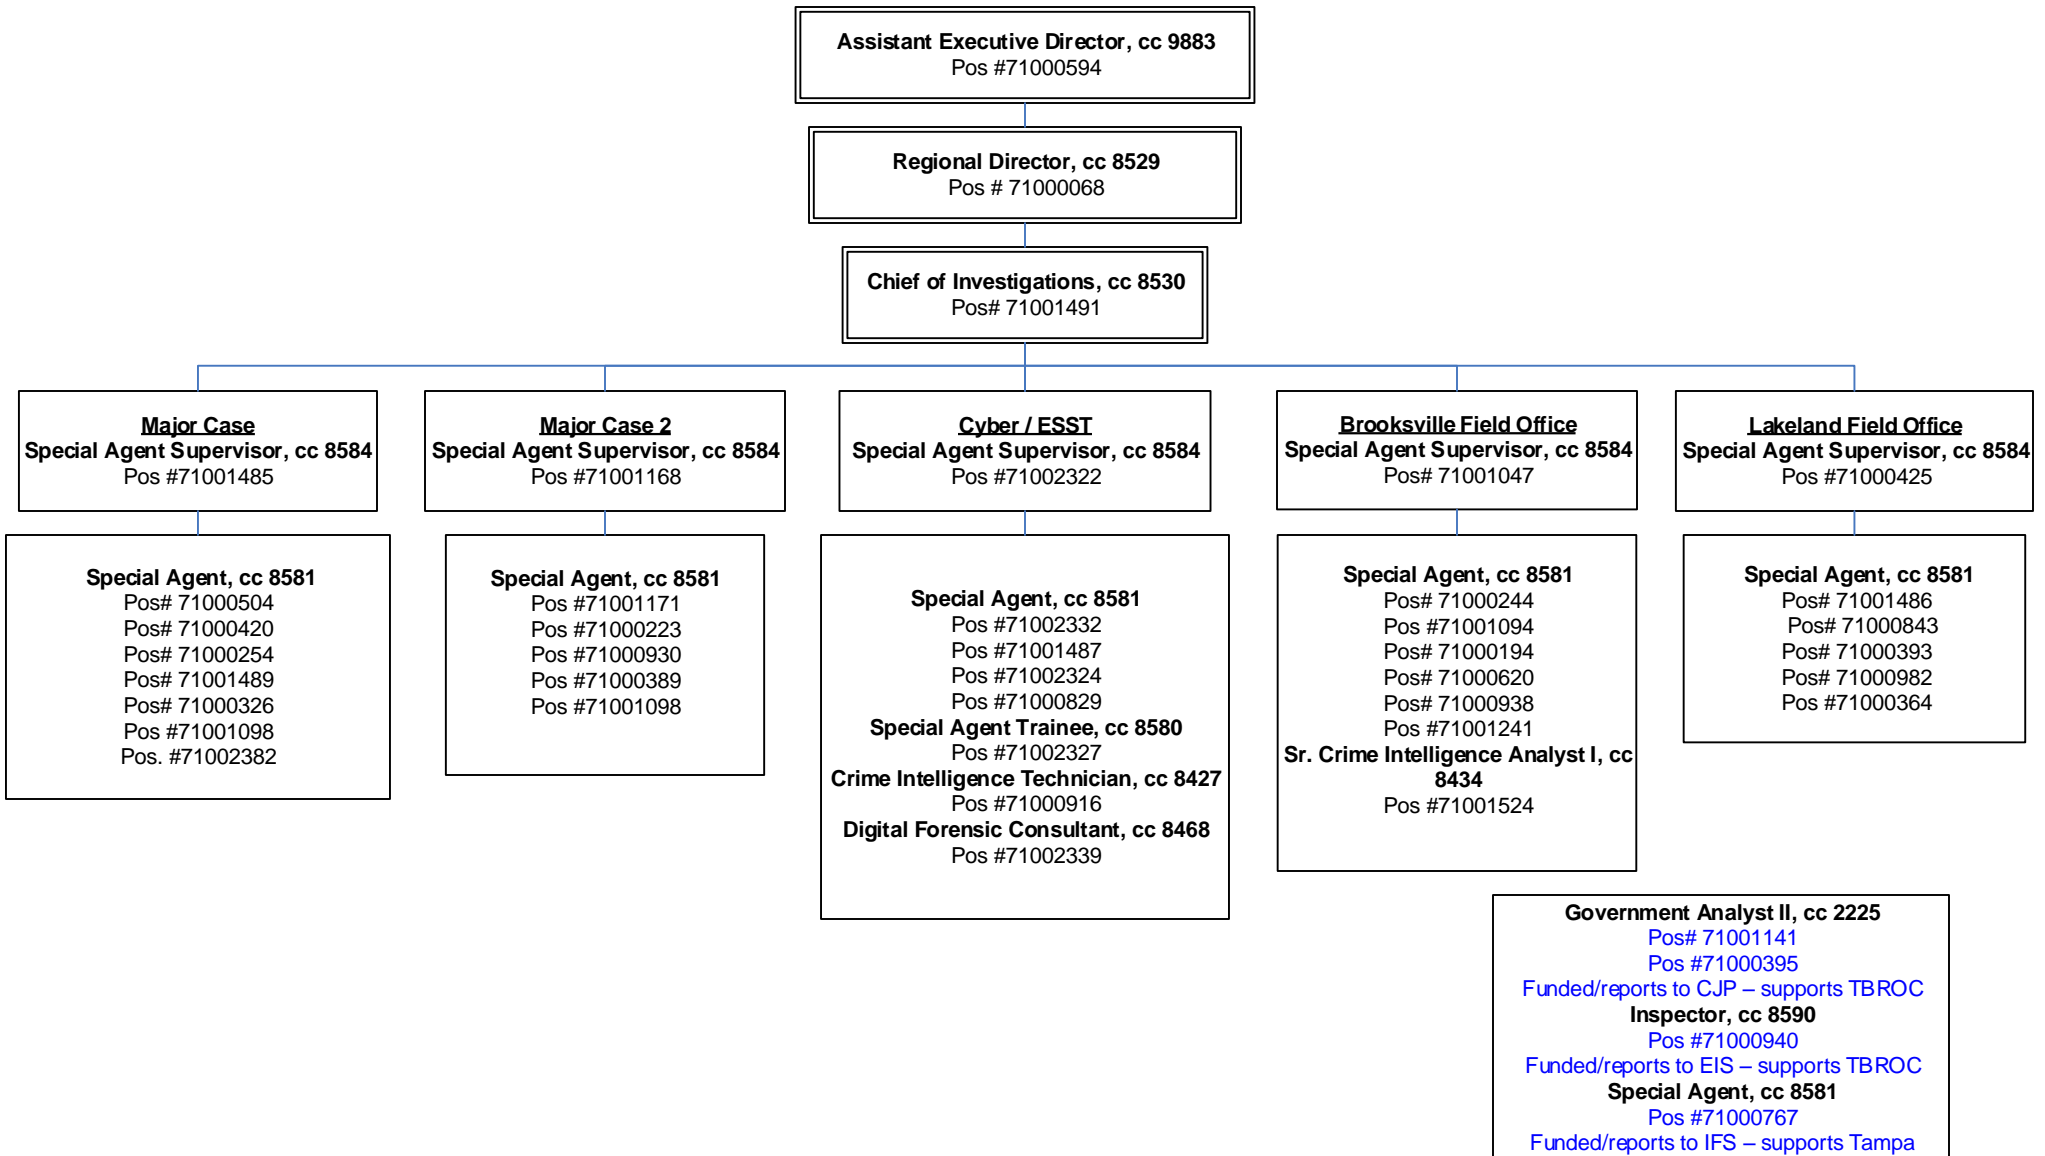 Assistant Executive Director, cc 9883
Pos #71000594
Regional Director, cc 8529
Pos # 71000068
Chief of Investigations, cc 8530
Pos# 71001491
Major Case
Special Agent Supervisor, cc 8584
Pos #71001485
Major Case 2
Special Agent Supervisor, cc 8584
Pos #71001168
Cyber / ESST
Special Agent Supervisor, cc 8584
Pos #71002322
Brooksville Field Office
Special Agent Supervisor, cc 8584
Pos# 71001047
Lakeland Field Office
Special Agent Supervisor, cc 8584
Pos #71000425
Special Agent, cc 8581
Pos# 71000504
Pos# 71000420
Pos# 71000254
Pos# 71001489
Pos# 71000326
Pos #71001098
Pos. #71002382
Special Agent, cc 8581
Pos #71001171
Pos #71000223
Pos #71000930
Pos #71000389
Pos #71001098
Special Agent, cc 8581
Pos #71002332
Pos #71001487
Pos #71002324
Pos #71000829
Special Agent Trainee, cc 8580
Pos #71002327
Crime Intelligence Technician, cc 8427
Pos #71000916
Digital Forensic Consultant, cc 8468
Pos #71002339
Special Agent, cc 8581
Pos# 71000244
Pos #71001094
Pos# 71000194
Pos# 71000620
Pos# 71000938
Pos #71001241
Sr. Crime Intelligence Analyst I, cc
8434
Pos #71001524
Special Agent, cc 8581
Pos# 71001486
Pos# 71000843
Pos# 71000393
Pos# 71000982
Pos #71000364
Government Analyst II, cc 2225
Pos# 71001141
Pos #71000395
Funded/reports to CJP – supports TBROC
Inspector, cc 8590
Pos #71000940
Funded/reports to EIS – supports TBROC
Special Agent, cc 8581
Pos #71000767
Funded/reports to IFS – supports Tampa